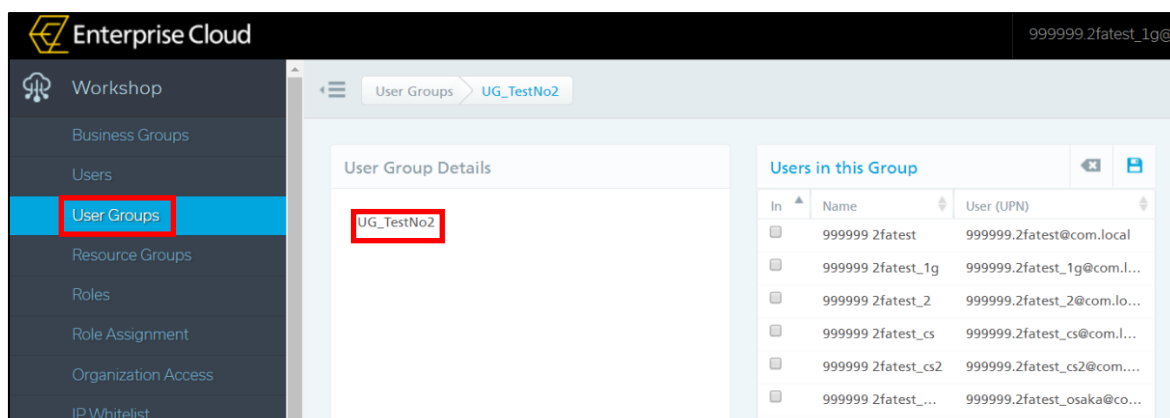 Enterprise Cloud
999999.2fatest_1g@
Workshop
Business Groups
Users
User Groups
Resource Groups
Roles
Role Assignment
Organization Access
IP Whitelist
User Groups UG_TestNo2
User Group Details
UG_TestNo2
Users in this Group
In Name User (UPN)
999999 2fatest 999999.2fatest@com.local
999999 2fatest_1g 999999.2fatest_1g@com.l...
999999 2fatest_2 999999.2fatest_2@com.lo...
999999 2fatest_cs 999999.2fatest_cs@com.l...
999999 2fatest_cs2 999999.2fatest_cs2@com....
999999 2fatest_... 999999.2fatest_osaka@co...